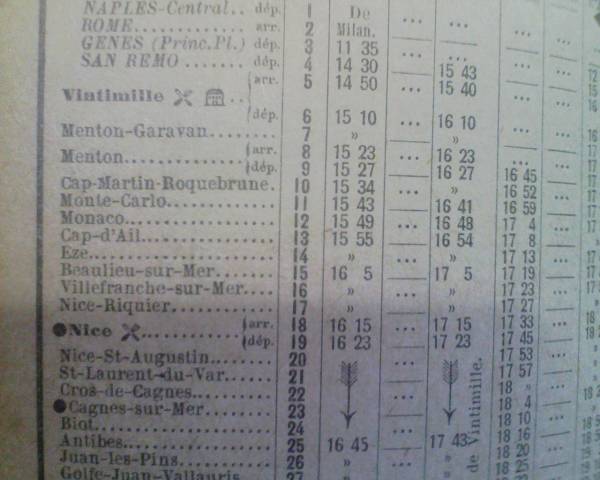 NAPLES-Central.. dép. 1 De ... ...
ROME........... arr. 2 Milan.
GENES (Princ.Pl.) dép. 3 11 35 ... ...
SAN REMO ....... dép. 4 14 30 15 43
arr. 5 14 50 ... 15 40
Vintimille ..
dép. 6 15 10 ... 16 10
Menton-Garavan........ 7 » »
Menton............ arr. 8 15 23 ... 16 23 ...
dép. 9 15 27 16 27 16 45
Cap-Martin-Roquebrune. 10 15 34 ... » 16 52
Monte-Carlo............ 11 15 43 16 41 16 59
Monaco................ 12 15 49 ... 16 48 17 4
Cap-d'Ail.............. 13 15 55 16 54 17 8
Eze.................... 14 » ... » 17 13
Beaulieu-sur-Mer....... 15 16 5 17 5 17 19
Villefranche-sur-Mer.... 16 » ... » 17 23
Nice-Riquier........... 17 » » 17 27
●Nice ............ arr. 18 16 15 ... 17 15 17 33
dép. 19 16 23 17 23 17 45
Nice-St-Augustin....... 20 ... 17 53
St-Laurent-du-Var...... 21 17 57
Cros-de-Cagnes........ 22 ... 18 »
●Cagnes-sur-Mer....... 23 18 4
Biot................... 24 ... 18 10
Antibes................ 25 16 45 17 43 18 16
Juan-les-Pins.......... 26 » ... » 18 20
Golfe-Juan-Vallauris 27 18 25
de Vintimille.